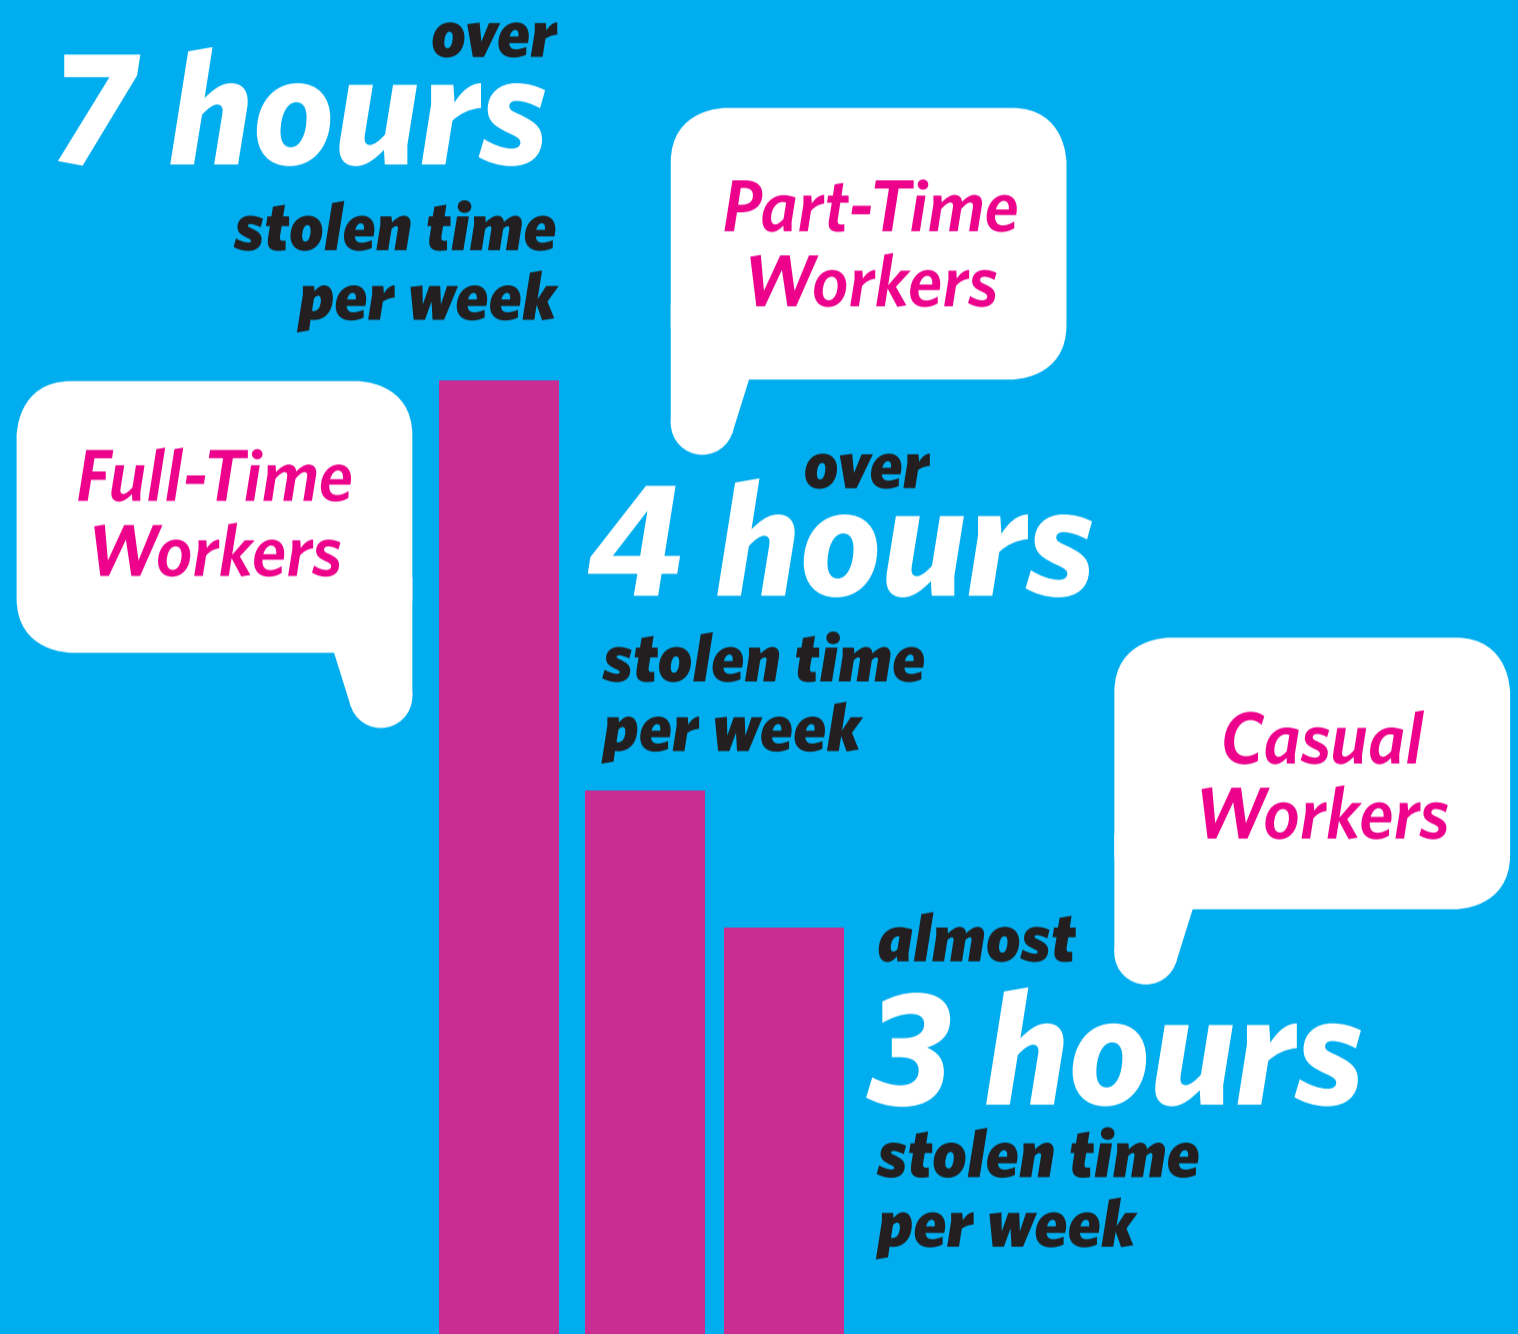 over
7 hours
stolen time
per week
Full-Time
Workers
Part-Time
Workers
over
4 hours
stolen time
per week
Casual
Workers
almost
3 hours
stolen time
per week